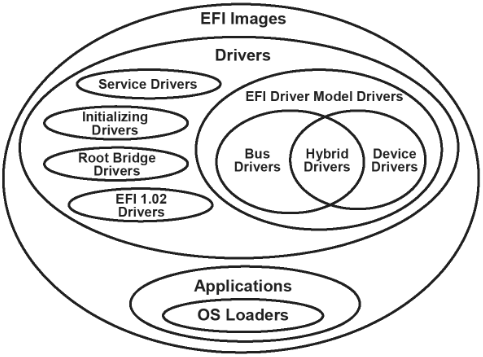 EFI Images
Drivers
Service Drivers
Initializing
Drivers
Root Bridge
Drivers
EFI 1.02
Drivers
EFI Driver Model Drivers
Bus
Drivers
Hybrid
Drivers
Device
Drivers
Applications
OS Loaders